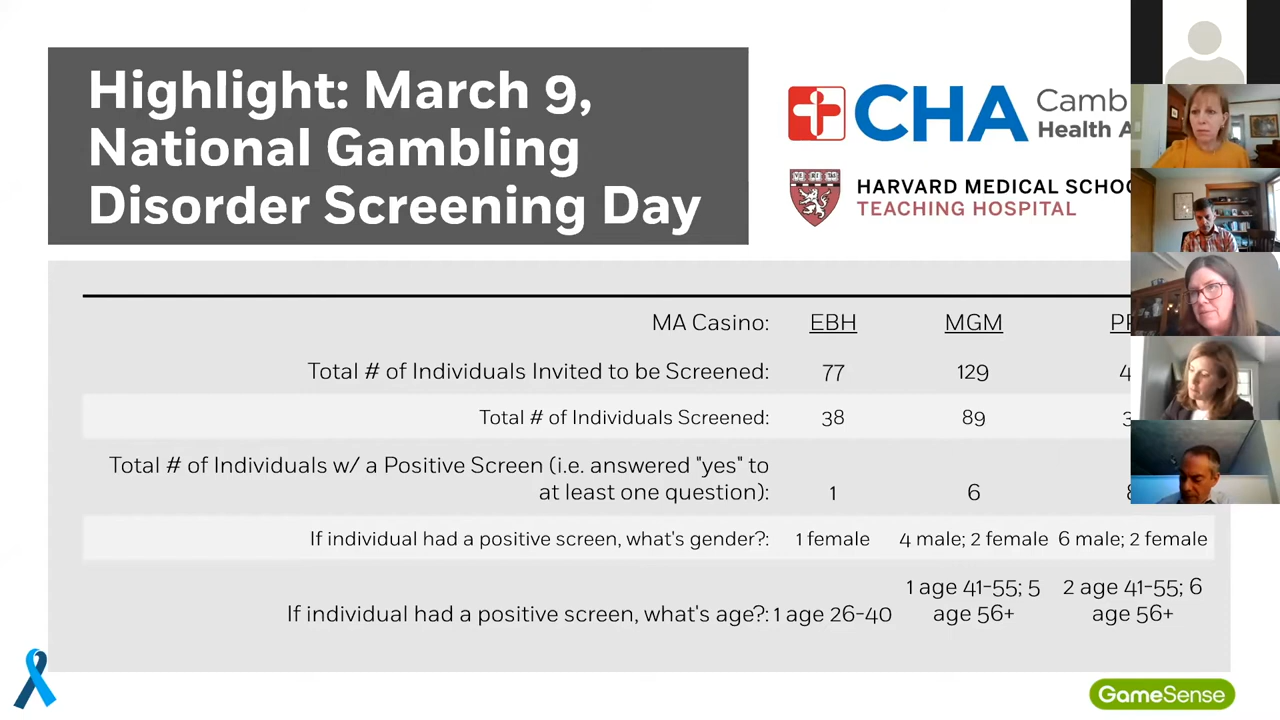 Highlight: March 9,
National Gambling
Disorder Screening Day
CHA
Health
HARVARD MEDICAL
TEACHING HOSPITAL
MA Casino: EBH MGM
Total # of Individuals Invited to be Screened: 77 129
Total # of Individuals Screened: 38 89
Total # of Individuals w/ a Positive Screen (i.e. answered "yes" to
at least one question): 1 6
If individual had a positive screen, what's gender?: 1 female 4 male; 2 female 6 male; 2 female
1 age 41-55; 5 2 age 41-55; 6
If individual had a positive screen, what's age?: 1 age 26-40 age 56+ age 56+
GameSense